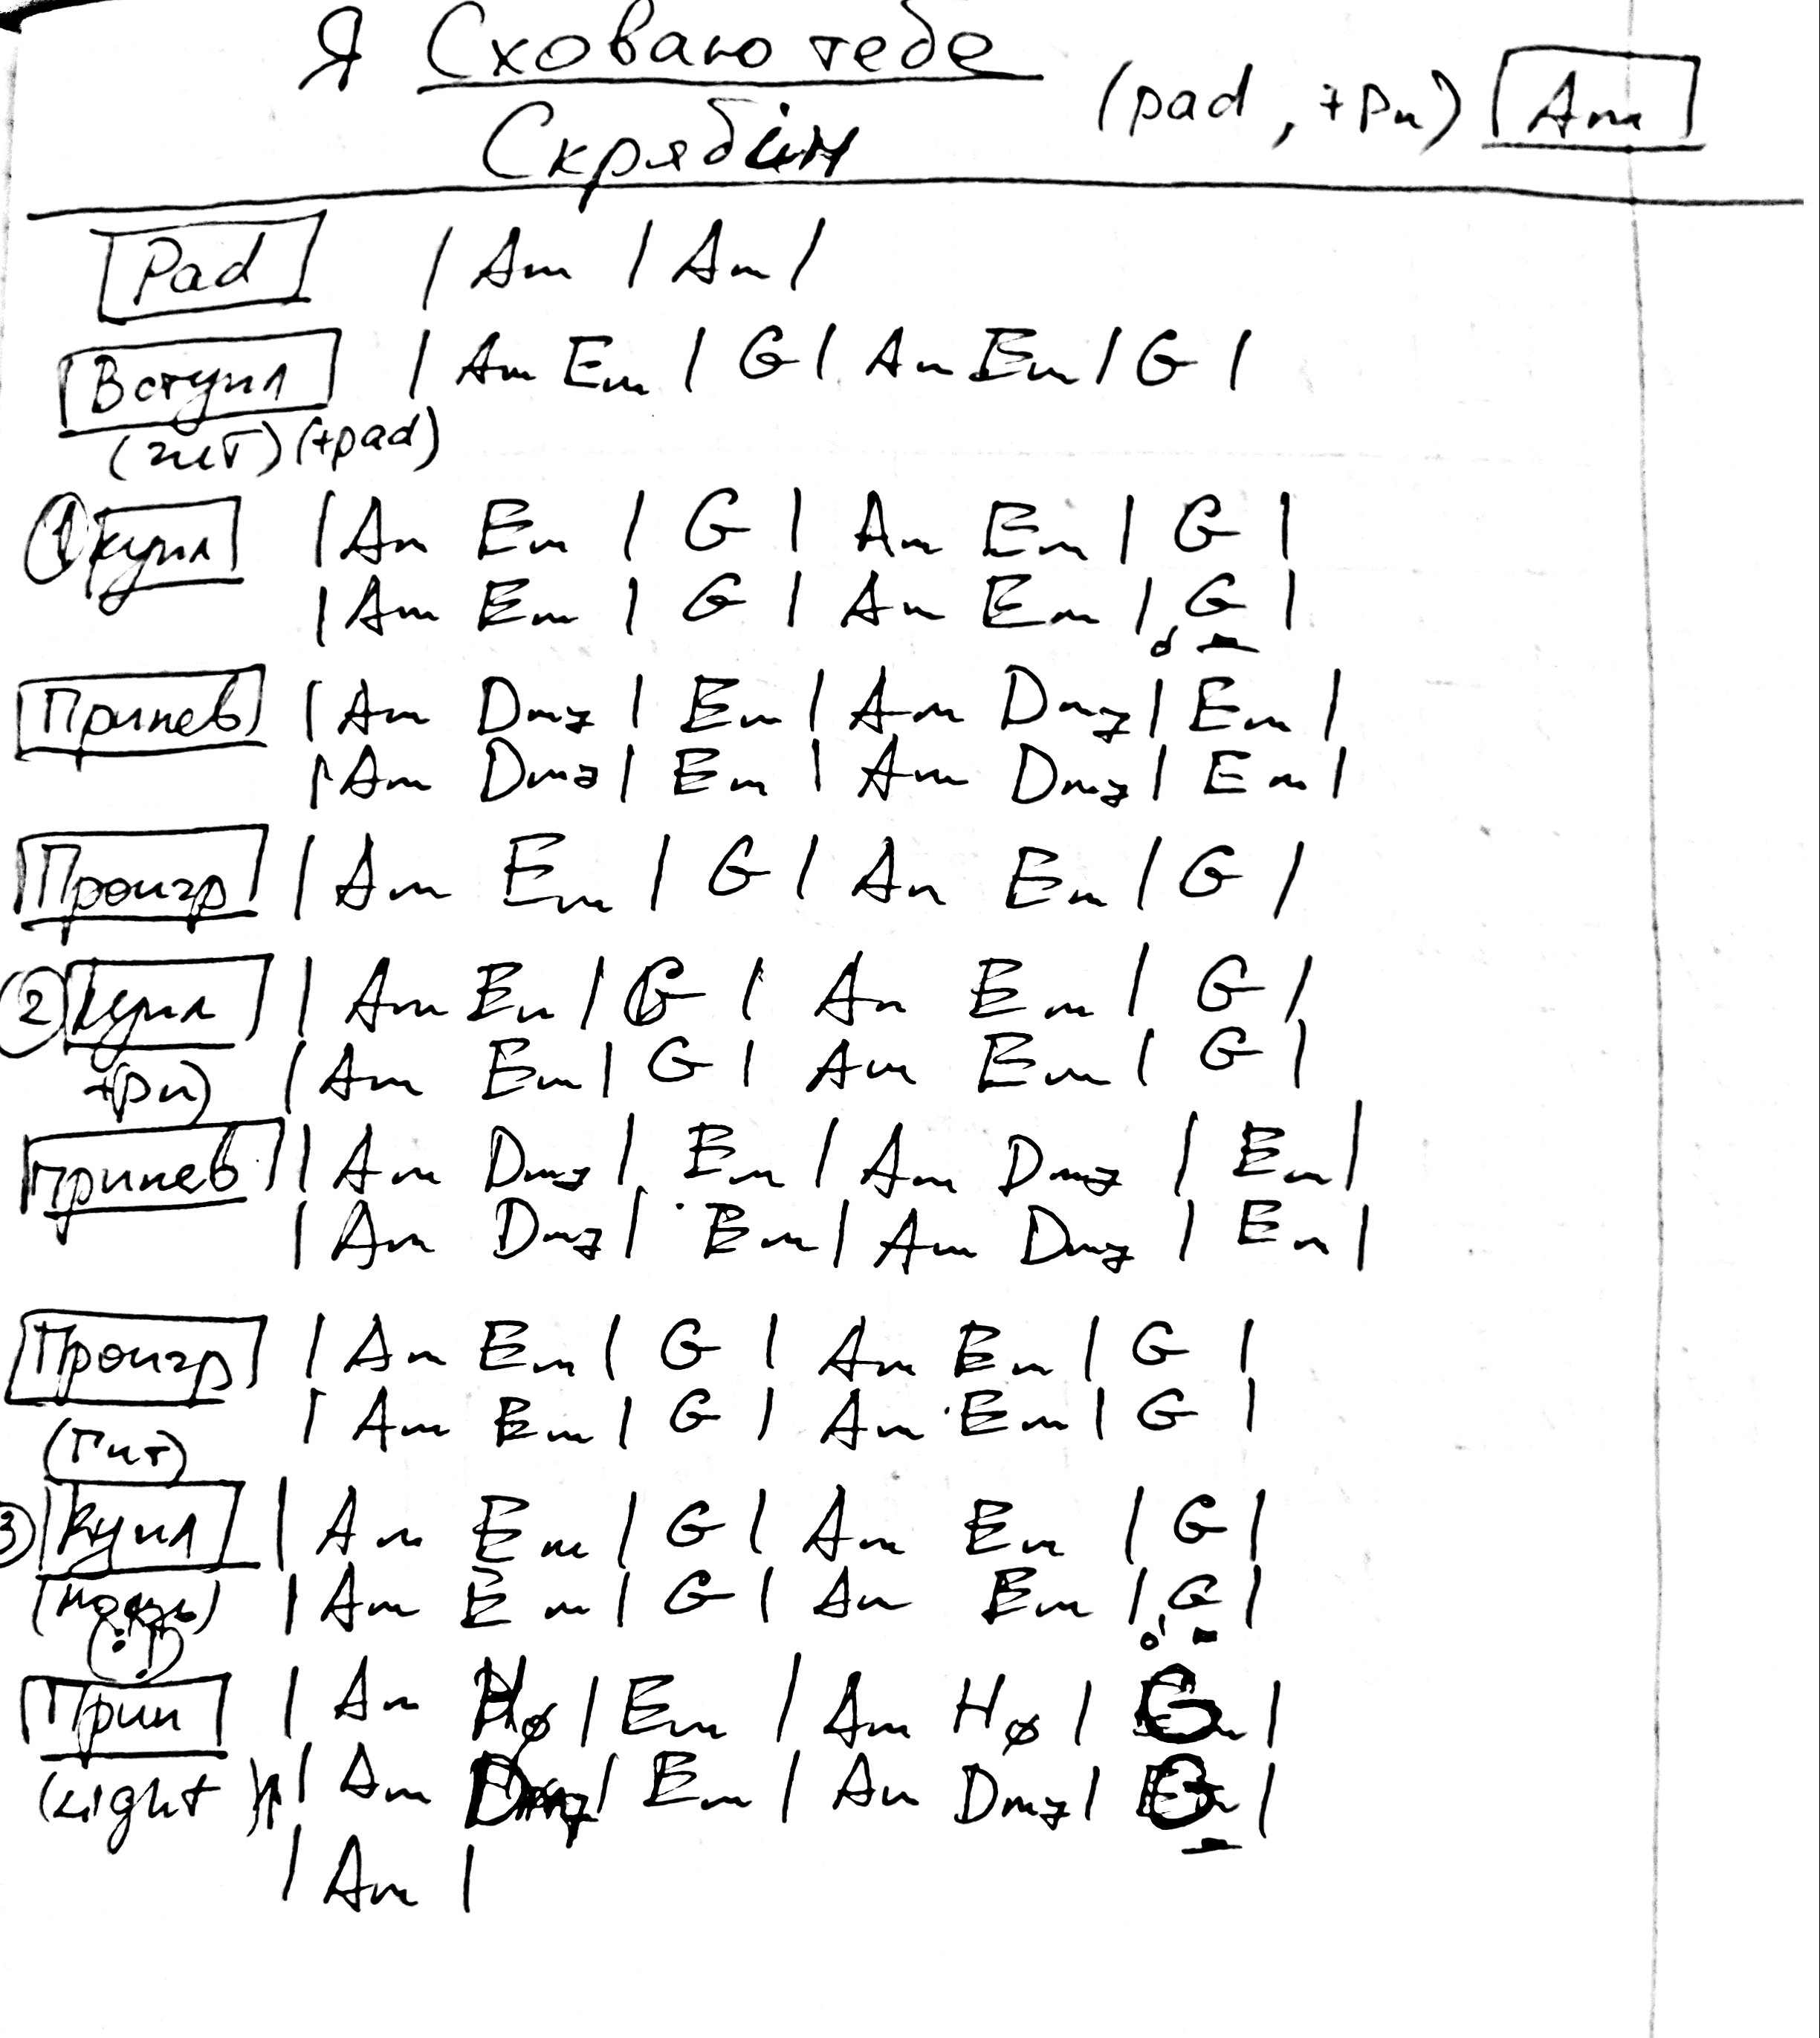 Я Сховаю тебе
(pad, +pn) Am
Скрябін
Pad | Am | Am |
Вступл | Am Em | G | Am Em | G |
(гит) (+pad)
1 Купл | Am Em | G | Am Em | G |
| Am Em | G | Am Em | G |
Припев | Am Dm7 | Em | Am Dm7 | Em |
| Am Dm7 | Em | Am Dm7 | Em |
Проигр | Am Em | G | Am Em | G |
2 Купл | Am Em | G | Am Em | G |
(+pn) | Am Em | G | Am Em | G |
Припев | Am Dm7 | Em | Am Dm7 | Em |
| Am Dm7 | Em | Am Dm7 | Em |
Проигр | Am Em | G | Am Em | G |
| Am Em | G | Am Em | G |
(Гит)
3 Купл | Am Em | G | Am Em | G |
| Am Em | G | Am Em | G |
Прип | Am Hø | Em | Am Hø | |
(Light) | Am | Em | Am Dm7 | |
| Am |